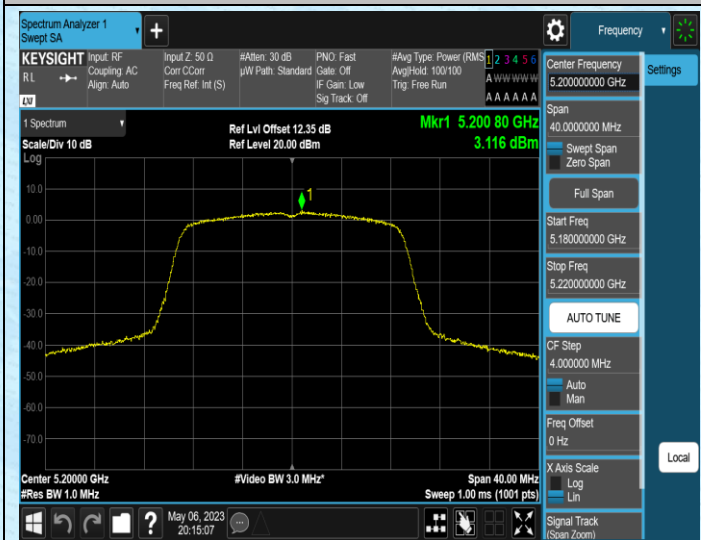 Spectrum Analyzer 1
Swept SA
+
Frequency
KEYSIGHT
R L
LXI
Input: RF
Coupling: AC
Align: Auto
Input Z: 50 Ω
Corr CCorr
Freq Ref: Int (S)
#Atten: 30 dB
µW Path: Standard
PNO: Fast
Gate: Off
IF Gain: Low
Sig Track: Off
#Avg Type: Power (RMS
Avg|Hold: 100/100
Trig: Free Run
1 2 3 4 5 6
A W W W W W
A A A A A A
1 Spectrum
Scale/Div 10 dB
Log
Ref Lvl Offset 12.35 dB
Ref Level 20.00 dBm
Mkr1 5.200 80 GHz
3.116 dBm
1
10.0
0.00
-10.0
-20.0
-30.0
-40.0
-50.0
-60.0
-70.0
Center 5.20000 GHz
#Res BW 1.0 MHz
#Video BW 3.0 MHz*
Span 40.00 MHz
Sweep 1.00 ms (1001 pts)
?
May 06, 2023
20:15:07
Center Frequency
5.200000000 GHz
Span
40.0000000 MHz
Swept Span
Zero Span
Full Span
Start Freq
5.180000000 GHz
Stop Freq
5.220000000 GHz
AUTO TUNE
CF Step
4.000000 MHz
Auto
Man
Freq Offset
0 Hz
X Axis Scale
Log
Lin
Signal Track
(Span Zoom)
Settings
Local